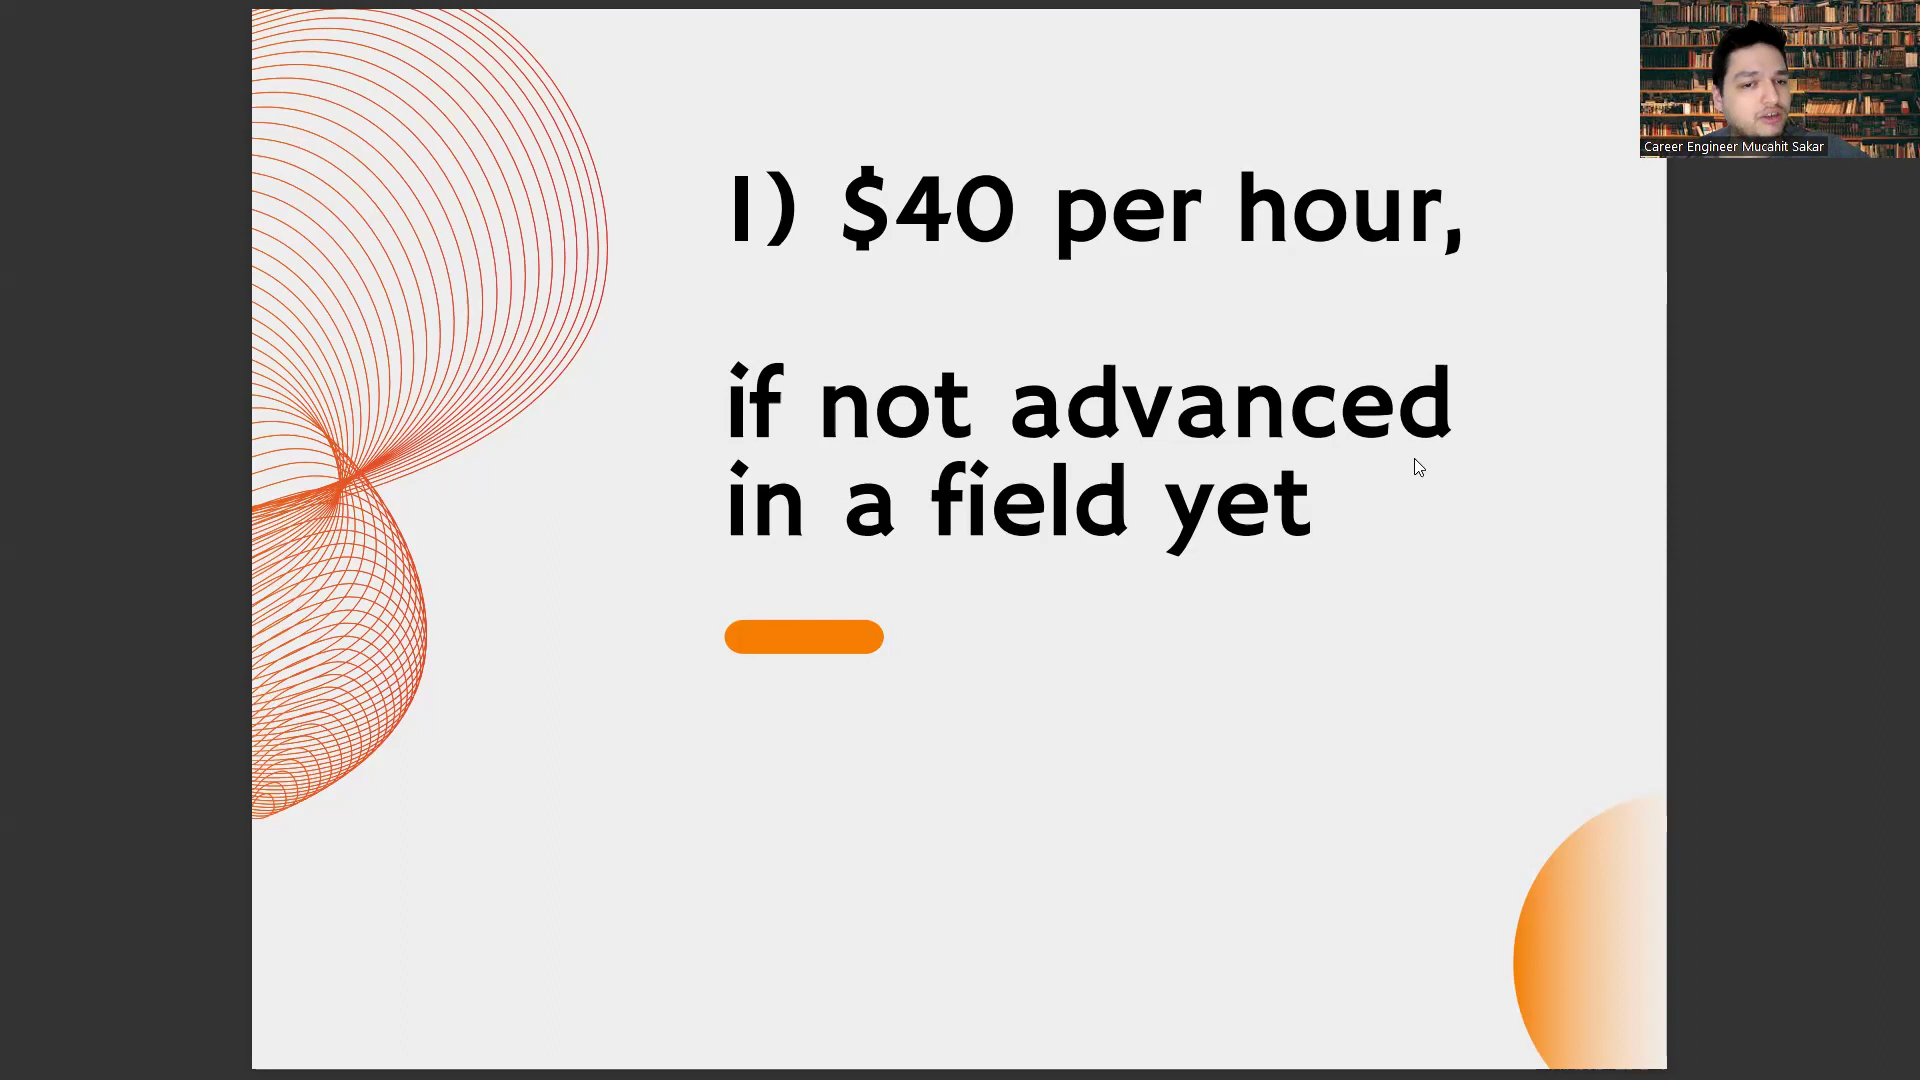 1) $40 per hour,
if not advanced
in a field yet
Career Engineer Mucahit Sakar